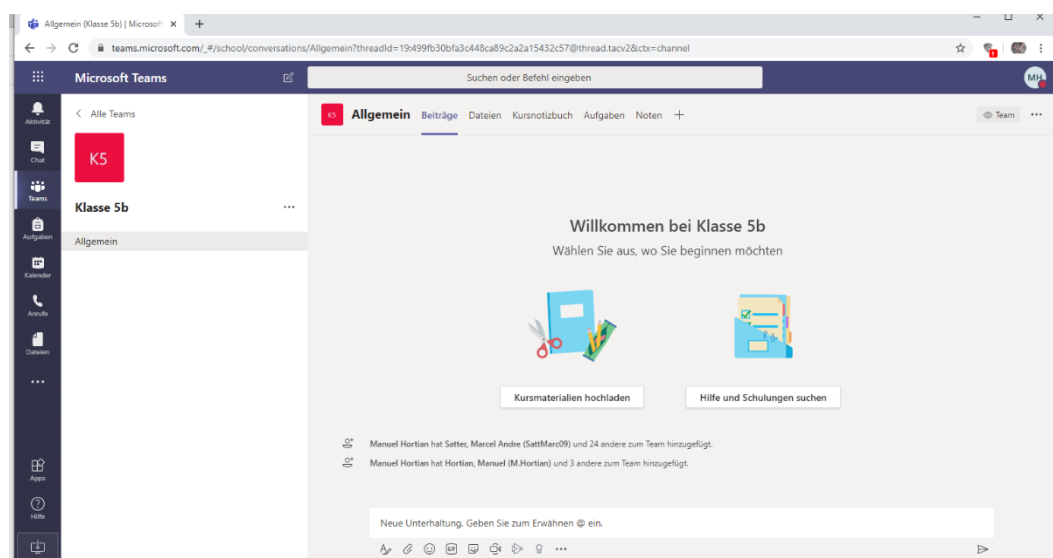 Allgemein (Klasse 5b) | Microsoft
teams.microsoft.com/_#/school/conversations/Allgemein?threadId=19:499fb30bfa3c448ca89c2a2a15432c57@thread.tacv2&ctx=channel
Microsoft Teams
Suchen oder Befehl eingeben
MH
Aktivität
Chat
Teams
Aufgaben
Kalender
Anrufe
Dateien
Apps
Hilfe
< Alle Teams
K5
Klasse 5b
Allgemein
K5 Allgemein Beiträge Dateien Kursnotizbuch Aufgaben Noten +
Team
Willkommen bei Klasse 5b
Wählen Sie aus, wo Sie beginnen möchten
Kursmaterialien hochladen
Hilfe und Schulungen suchen
Manuel Hortian hat Satter, Marcel Andre (SattMarc09) und 24 andere zum Team hinzugefügt.
Manuel Hortian hat Hortian, Manuel (M.Hortian) und 3 andere zum Team hinzugefügt.
Neue Unterhaltung. Geben Sie zum Erwähnen @ ein.
GIF